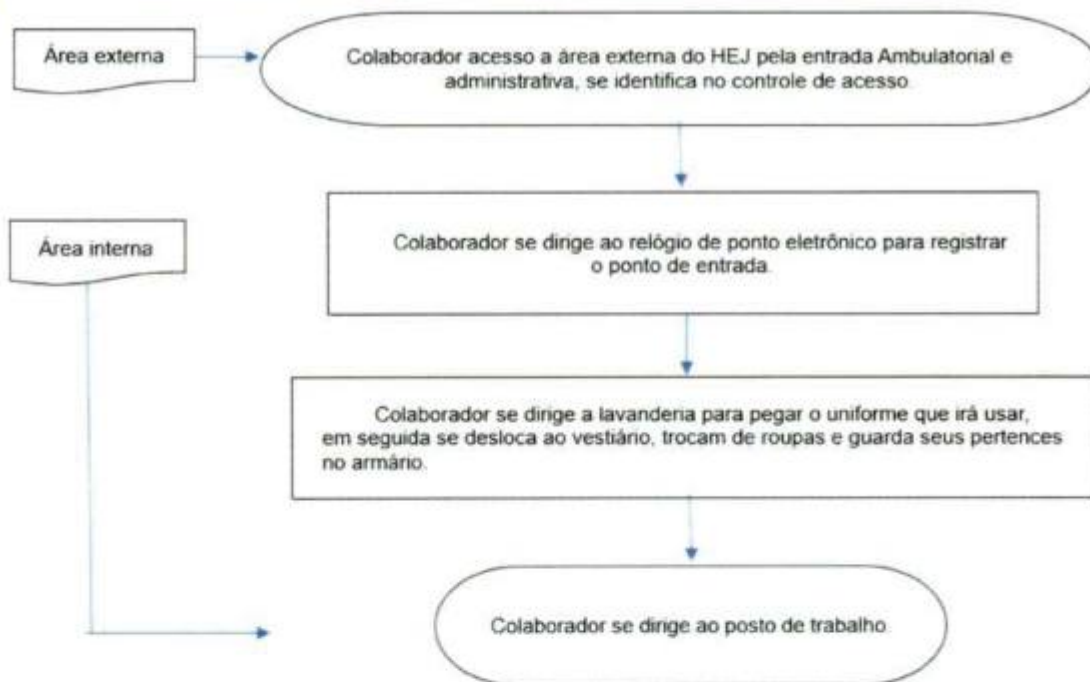 Área externa
Colaborador acesso a área externa do HEJ pela entrada Ambulatorial e
administrativa, se identifica no controle de acesso.
Colaborador se dirige ao relógio de ponto eletrônico para registrar
o ponto de entrada.
Área interna
Colaborador se dirige a lavanderia para pegar o uniforme que irá usar,
em seguida se desloca ao vestiário, trocam de roupas e guarda seus pertences
no armário.
Colaborador se dirige ao posto de trabalho